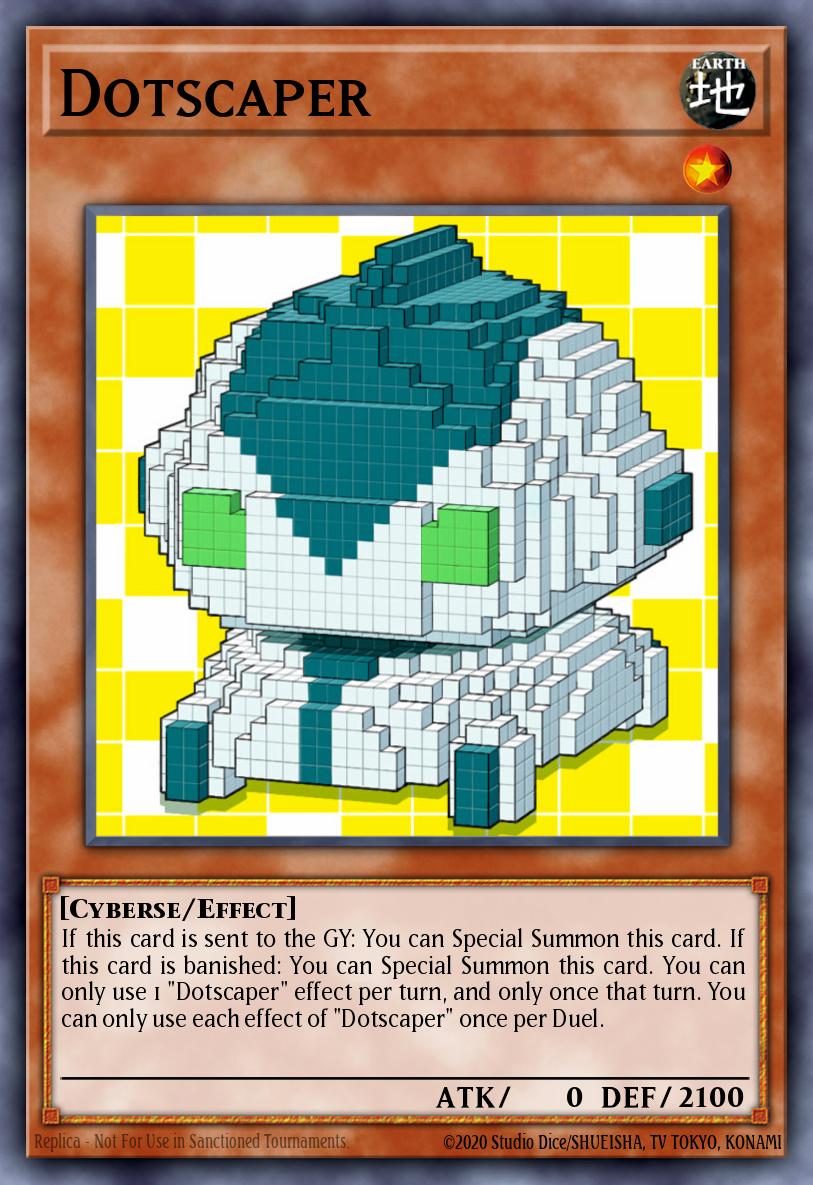 Dotscaper
EARTH
地
[Cyberse/Effect]
If this card is sent to the GY: You can Special Summon this card. If
this card is banished: You can Special Summon this card. You can
only use 1 "Dotscaper" effect per turn, and only once that turn. You
can only use each effect of "Dotscaper" once per Duel.
ATK/ 0 DEF/ 2100
Replica - Not For Use in Sanctioned Tournaments.
©2020 Studio Dice/SHUEISHA, TV TOKYO, KONAMI